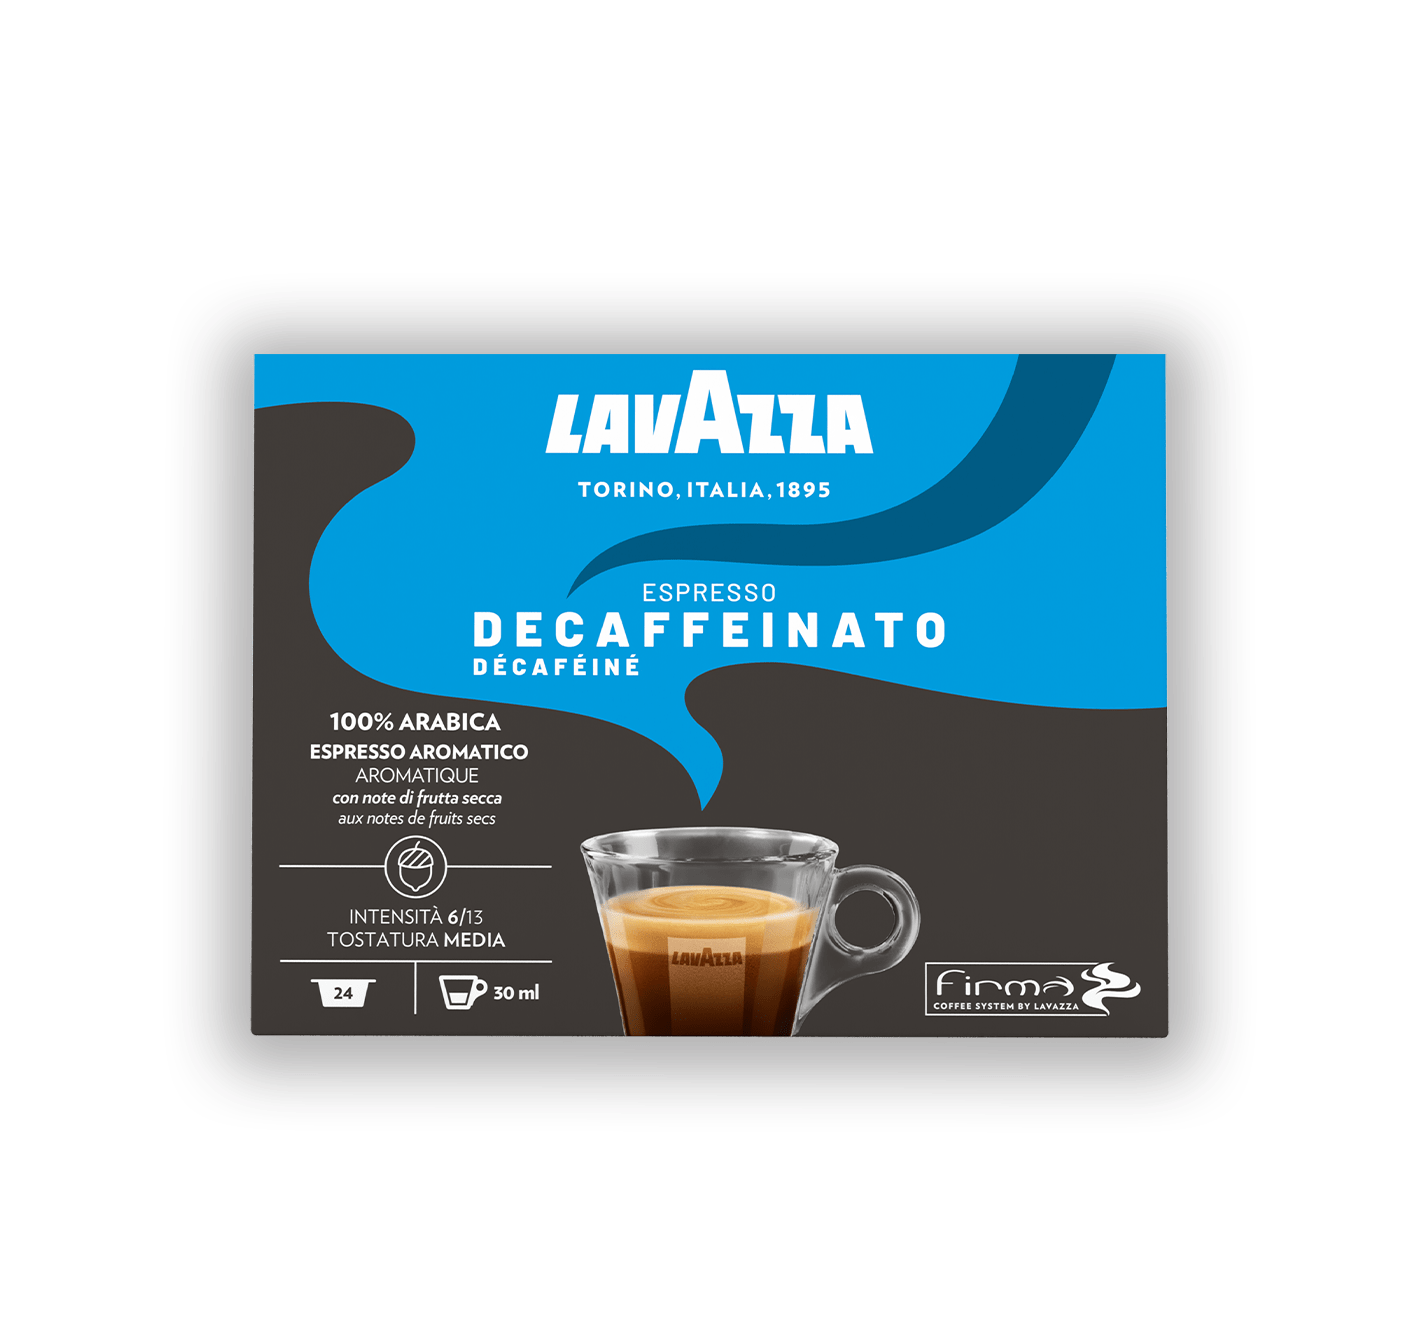 LAVAZZA
TORINO, ITALIA, 1895
ESPRESSO
DECAFFEINATO
DÉCAFÉINÉ
100% ARABICA
ESPRESSO AROMATICO
AROMATIQUE
con note di frutta secca
aux notes de fruits secs
INTENSITÀ 6/13
TOSTATURA MEDIA
24
30 ml
LAVAZZA
Firma
COFFEE SYSTEM BY LAVAZZA